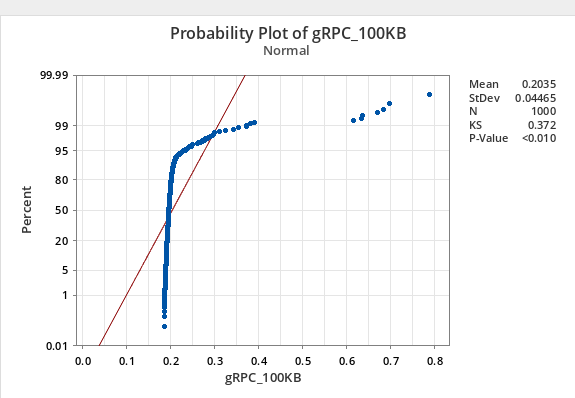 Probability Plot of gRPC_100KB
Normal
Mean 0.2035
StDev 0.04465
N 1000
KS 0.372
P-Value <0.010
99.99
99
95
80
50
20
5
1
0.01
Percent
0.0 0.1 0.2 0.3 0.4 0.5 0.6 0.7 0.8
gRPC_100KB